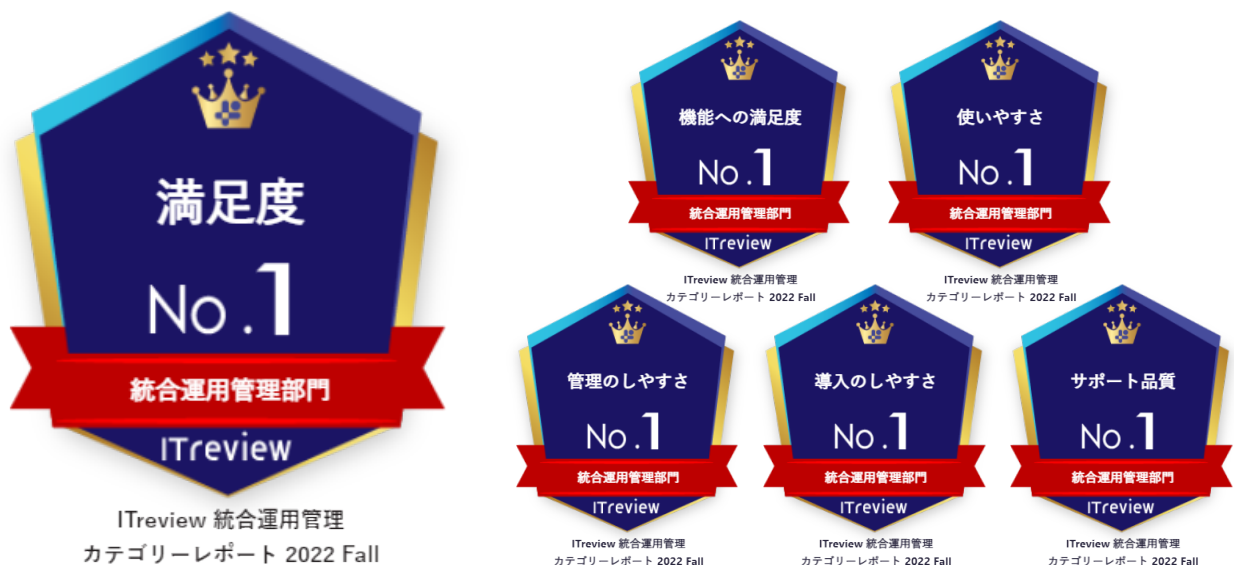 満足度
No.1
統合運用管理部門
ITreview
ITreview 統合運用管理
カテゴリーレポート 2022 Fall
機能への満足度
No.1
統合運用管理部門
ITreview
ITreview 統合運用管理
カテゴリーレポート 2022 Fall
使いやすさ
No.1
統合運用管理部門
ITreview
ITreview 統合運用管理
カテゴリーレポート 2022 Fall
管理のしやすさ
No.1
統合運用管理部門
ITreview
ITreview 統合運用管理
カテゴリーレポート 2022 Fall
導入のしやすさ
No.1
統合運用管理部門
ITreview
ITreview 統合運用管理
カテゴリーレポート 2022 Fall
サポート品質
No.1
統合運用管理部門
ITreview
ITreview 統合運用管理
カテゴリーレポート 2022 Fall